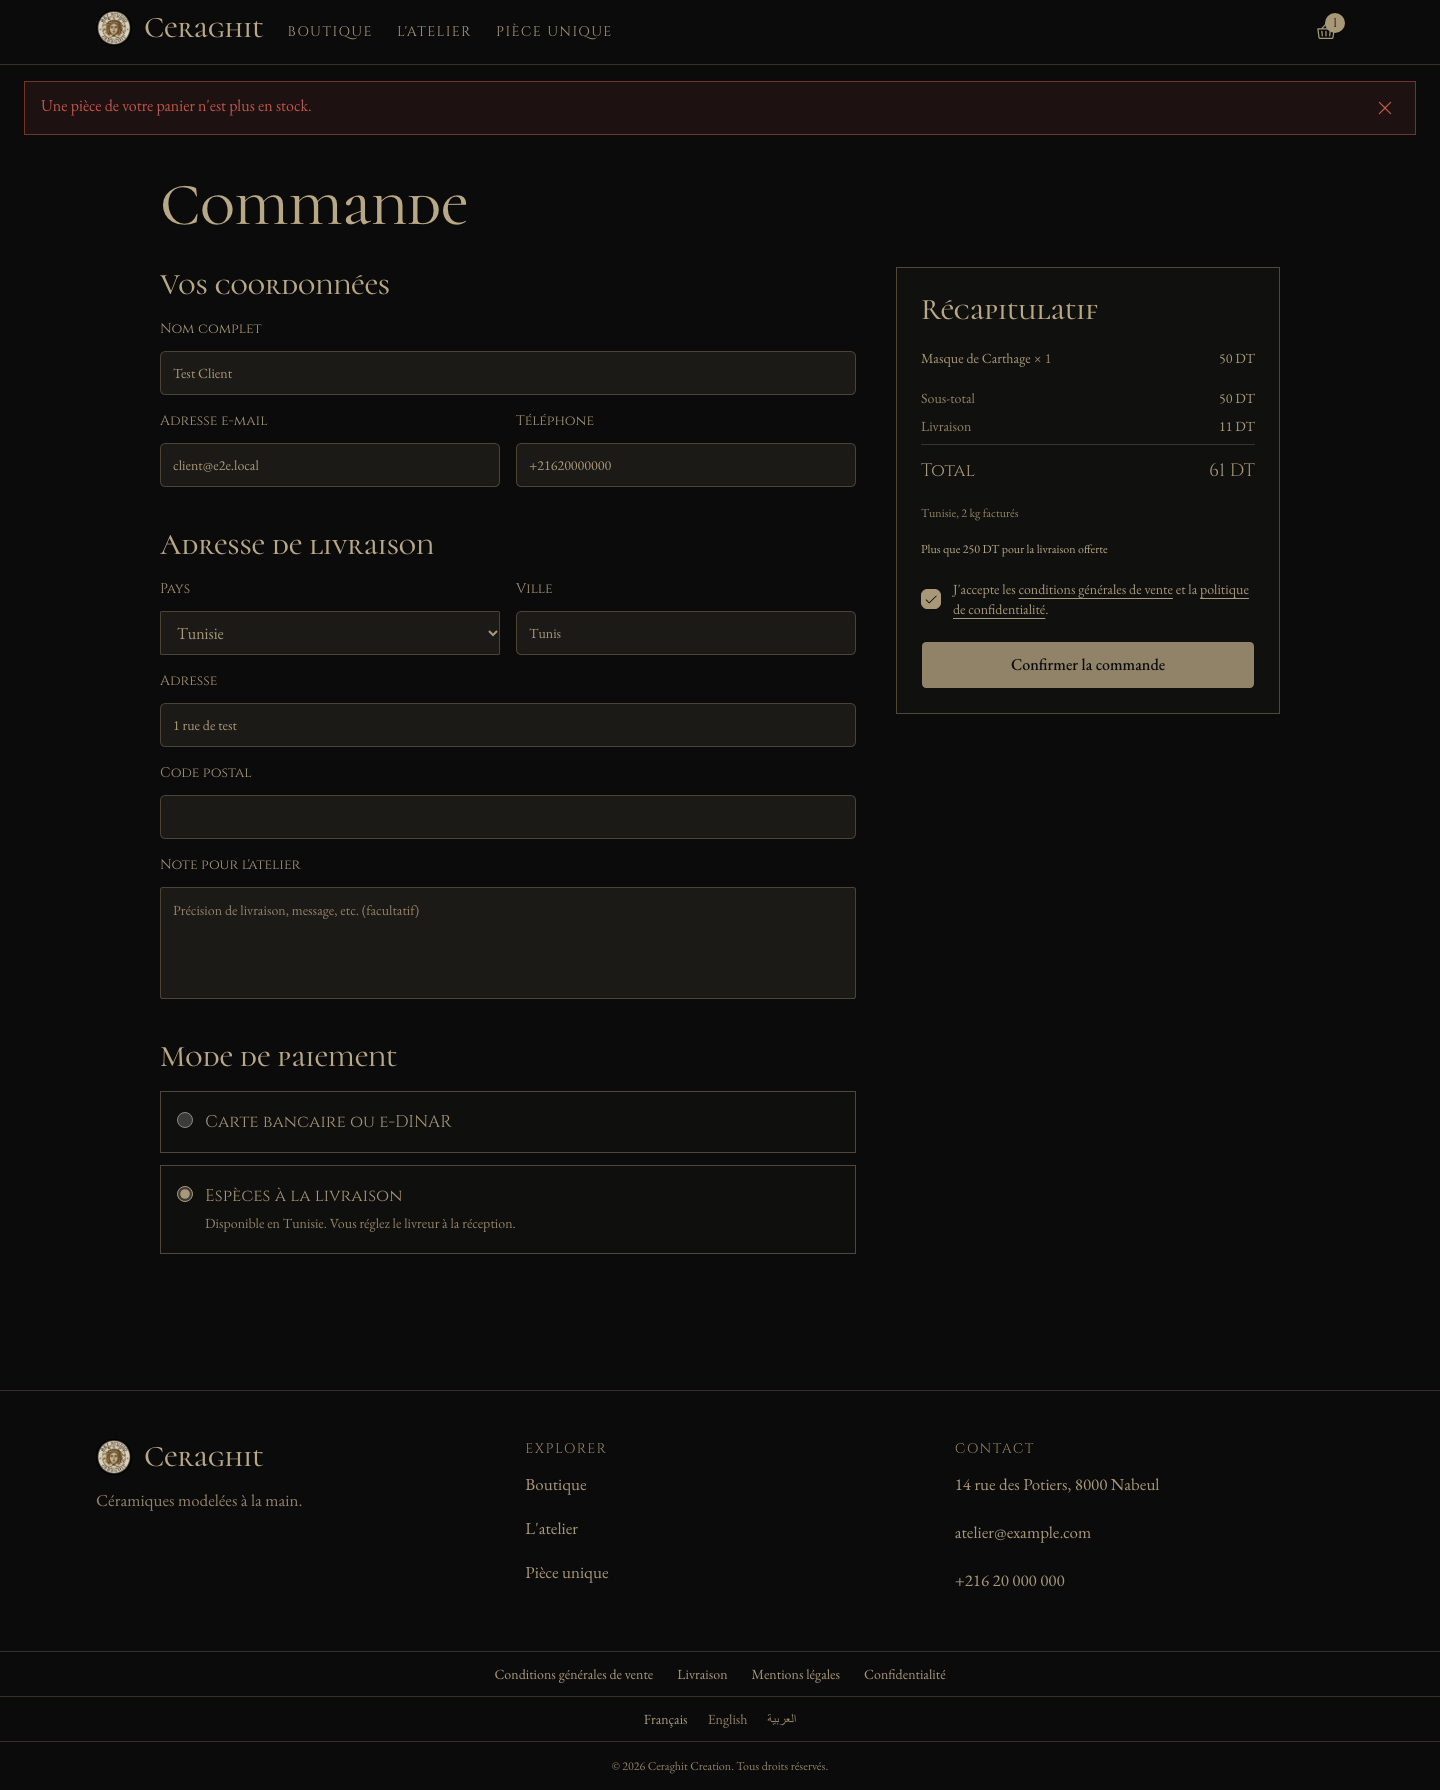 Ceraghit
BOUTIQUE
L'ATELIER
PIÈCE UNIQUE
1
Une pièce de votre panier n'est plus en stock.
Commande
Vos coordonnées
Nom complet
Test Client
Adresse e-mail
Téléphone
client@e2e.local
+21620000000
Adresse de livraison
Pays
Ville
Tunisie
Tunis
Adresse
1 rue de test
Code postal
Note pour l'atelier
Précision de livraison, message, etc. (facultatif)
Mode de paiement
Carte bancaire ou e-DINAR
Espèces à la livraison
Disponible en Tunisie. Vous réglez le livreur à la réception.
Récapitulatif
Masque de Carthage × 1 50 DT
Sous-total 50 DT
Livraison 11 DT
Total 61 DT
Tunisie, 2 kg facturés
Plus que 250 DT pour la livraison offerte
J'accepte les conditions générales de vente et la politique
de confidentialité.
Confirmer la commande
Ceraghit
Céramiques modelées à la main.
EXPLORER
Boutique
L'atelier
Pièce unique
CONTACT
14 rue des Potiers, 8000 Nabeul
atelier@example.com
+216 20 000 000
Conditions générales de vente Livraison Mentions légales Confidentialité
Français English العربية
© 2026 Ceraghit Creation. Tous droits réservés.